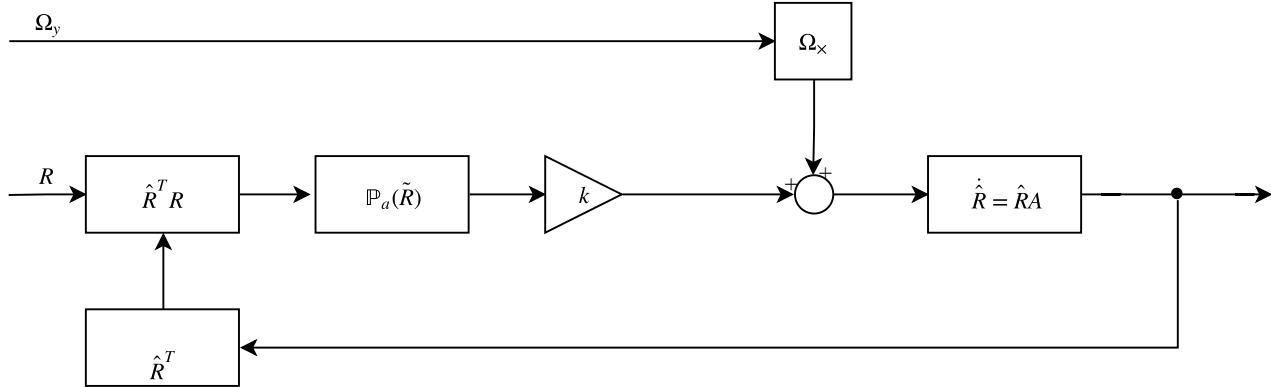 Ω_y
Ω_×
+
+
R
R̂^T R
ℙ_a(R̃)
k
R̂̇ = R̂A
R̂^T